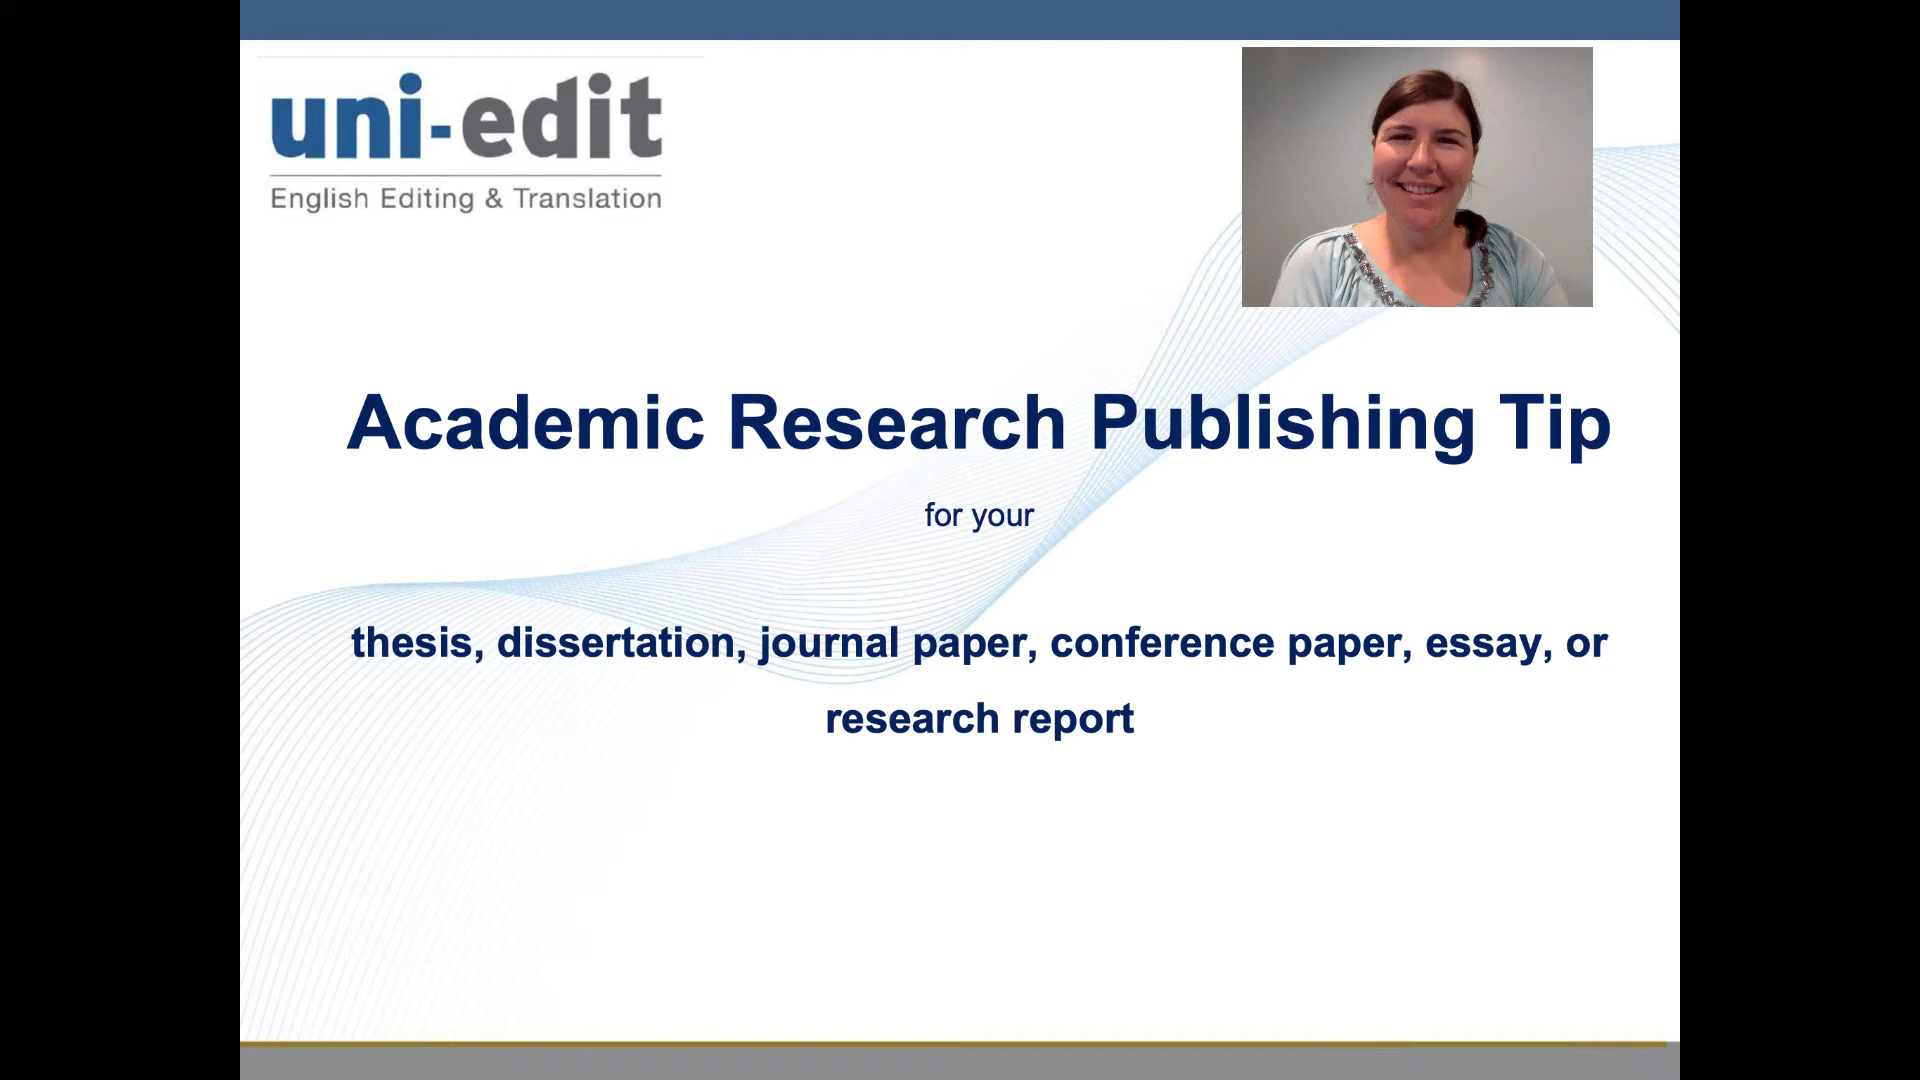 uni-edit
English Editing & Translation
Academic Research Publishing Tip
for your
thesis, dissertation, journal paper, conference paper, essay, or
research report